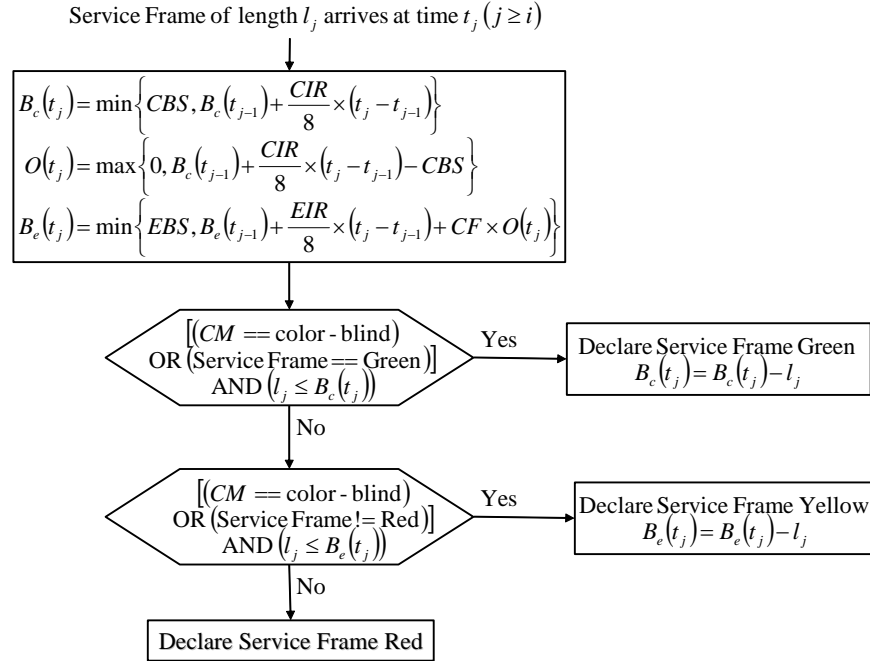 Service Frame of length l_j arrives at time t_j (j ≥ i)
B_c(t_j) = min{CBS, B_c(t_{j-1}) + CIR/8 × (t_j − t_{j-1})}
O(t_j) = max{0, B_c(t_{j-1}) + CIR/8 × (t_j − t_{j-1}) − CBS}
B_e(t_j) = min{EBS, B_e(t_{j-1}) + EIR/8 × (t_j − t_{j-1}) + CF × O(t_j)}
[(CM == color - blind)
OR (Service Frame == Green)]
AND (l_j ≤ B_c(t_j))
Yes
Declare Service Frame Green
B_c(t_j) = B_c(t_j) − l_j
No
[(CM == color - blind)
OR (Service Frame != Red)]
AND (l_j ≤ B_e(t_j))
Yes
Declare Service Frame Yellow
B_e(t_j) = B_e(t_j) − l_j
No
Declare Service Frame Red